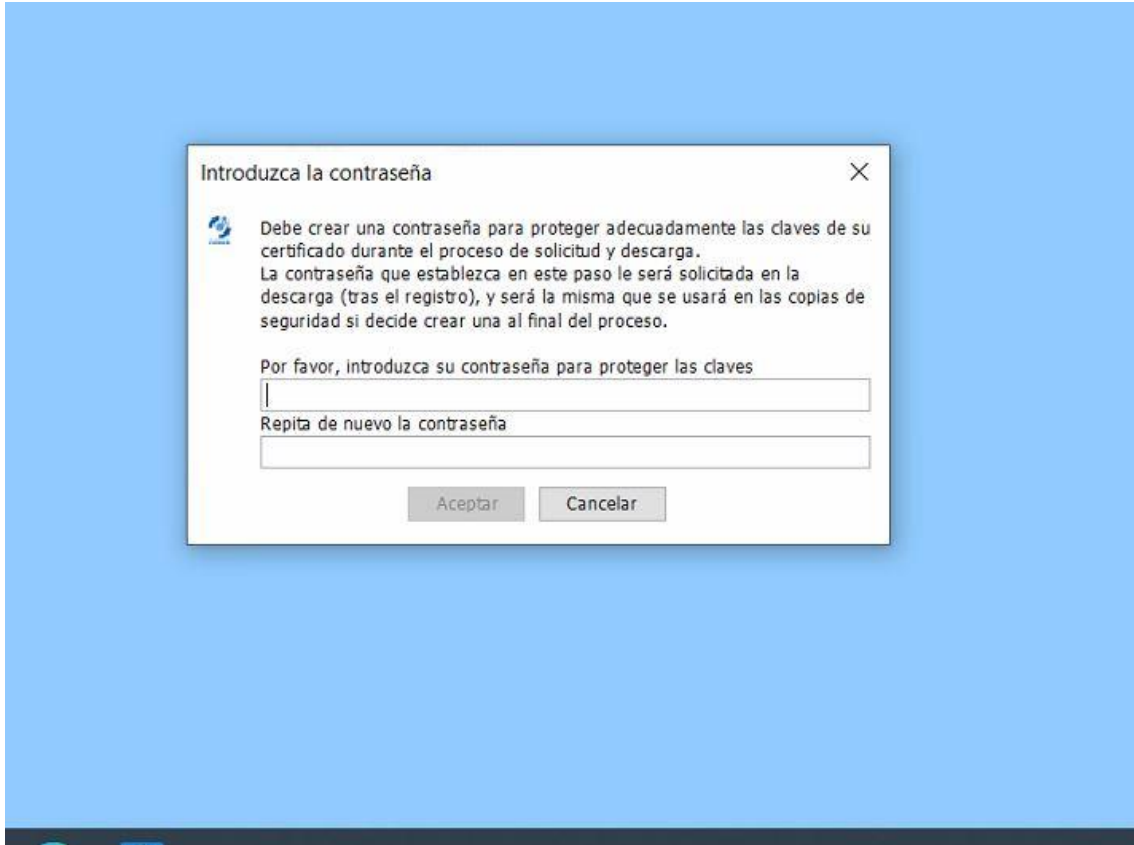 Introduzca la contraseña
Debe crear una contraseña para proteger adecuadamente las claves de su
certificado durante el proceso de solicitud y descarga.
La contraseña que establezca en este paso le será solicitada en la
descarga (tras el registro), y será la misma que se usará en las copias de
seguridad si decide crear una al final del proceso.
Por favor, introduzca su contraseña para proteger las claves
Repita de nuevo la contraseña
Aceptar
Cancelar